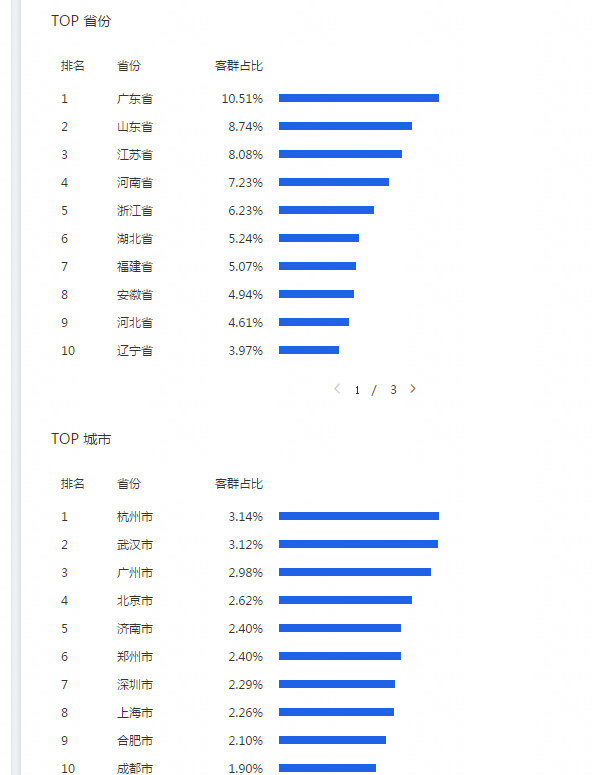 TOP 省份
排名 省份 客群占比
1 广东省 10.51%
2 山东省 8.74%
3 江苏省 8.08%
4 河南省 7.23%
5 浙江省 6.23%
6 湖北省 5.24%
7 福建省 5.07%
8 安徽省 4.94%
9 河北省 4.61%
10 辽宁省 3.97%
1 / 3
TOP 城市
排名 省份 客群占比
1 杭州市 3.14%
2 武汉市 3.12%
3 广州市 2.98%
4 北京市 2.62%
5 济南市 2.40%
6 郑州市 2.40%
7 深圳市 2.29%
8 上海市 2.26%
9 合肥市 2.10%
10 成都市 1.90%